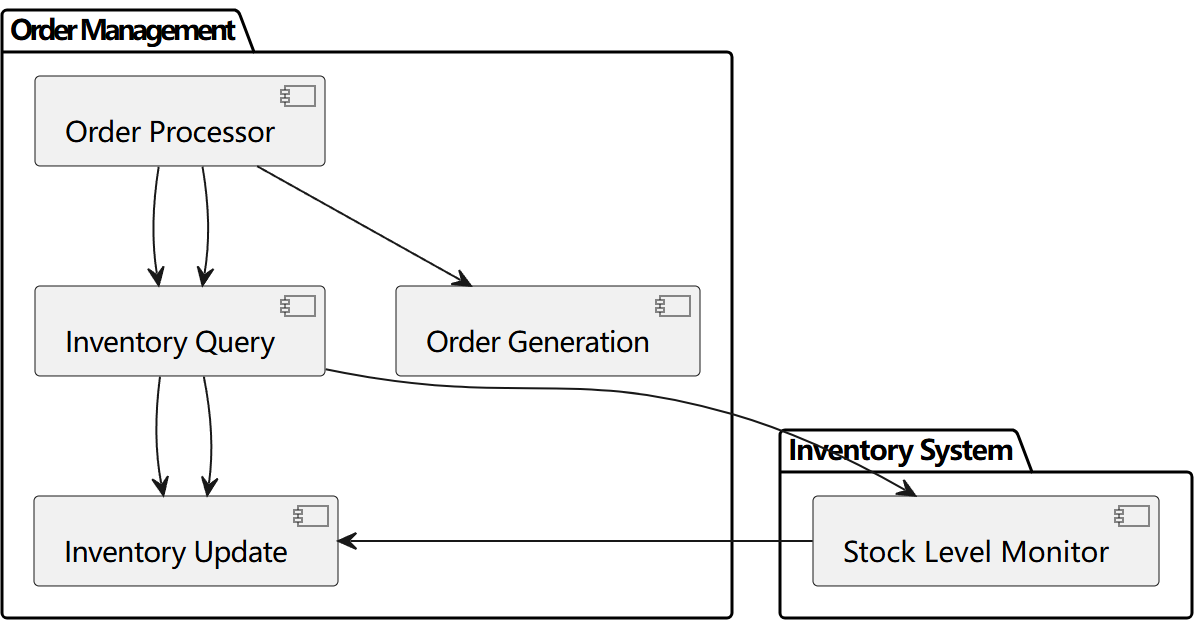 Order Management
Order Processor
Inventory Query
Order Generation
Inventory System
Inventory Update
Stock Level Monitor